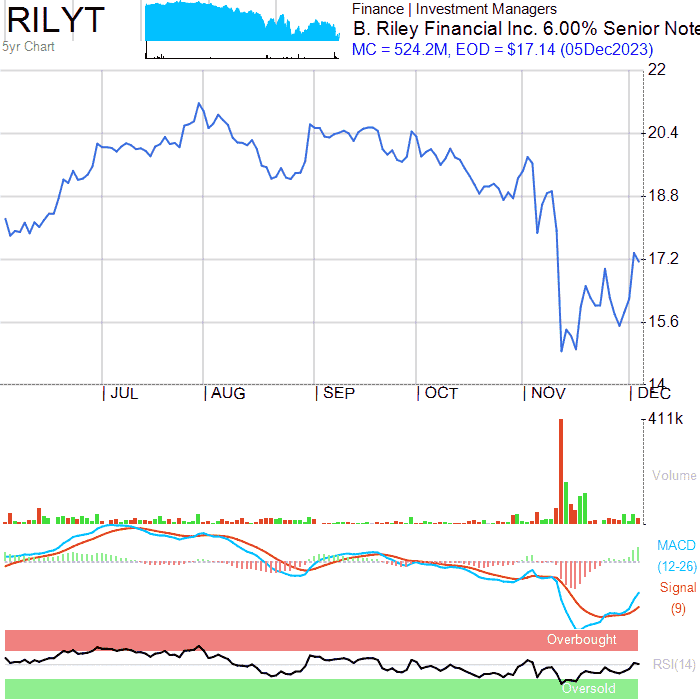 RILYT
5yr Chart
Finance | Investment Managers
B. Riley Financial Inc. 6.00% Senior Note
MC = 524.2M, EOD = $17.14 (05Dec2023)
22
20.4
18.8
17.2
15.6
14
| JUL | AUG | SEP | OCT | NOV | DEC
411k
Volume
MACD
(12-26)
Signal
(9)
Overbought
RSI(14)
Oversold